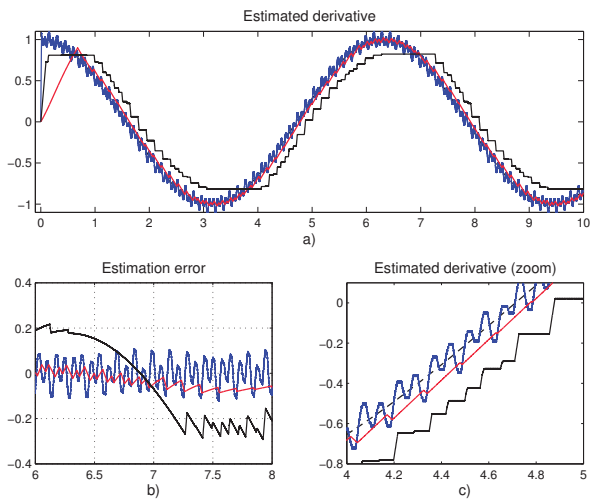 Estimated derivative
1
0.5
0
−0.5
−1
0 1 2 3 4 5 6 7 8 9 10
a)
Estimation error
0.4
0.2
0
−0.2
−0.4
6 6.5 7 7.5 8
b)
Estimated derivative (zoom)
0
−0.2
−0.4
−0.6
−0.8
4 4.2 4.4 4.6 4.8 5
c)